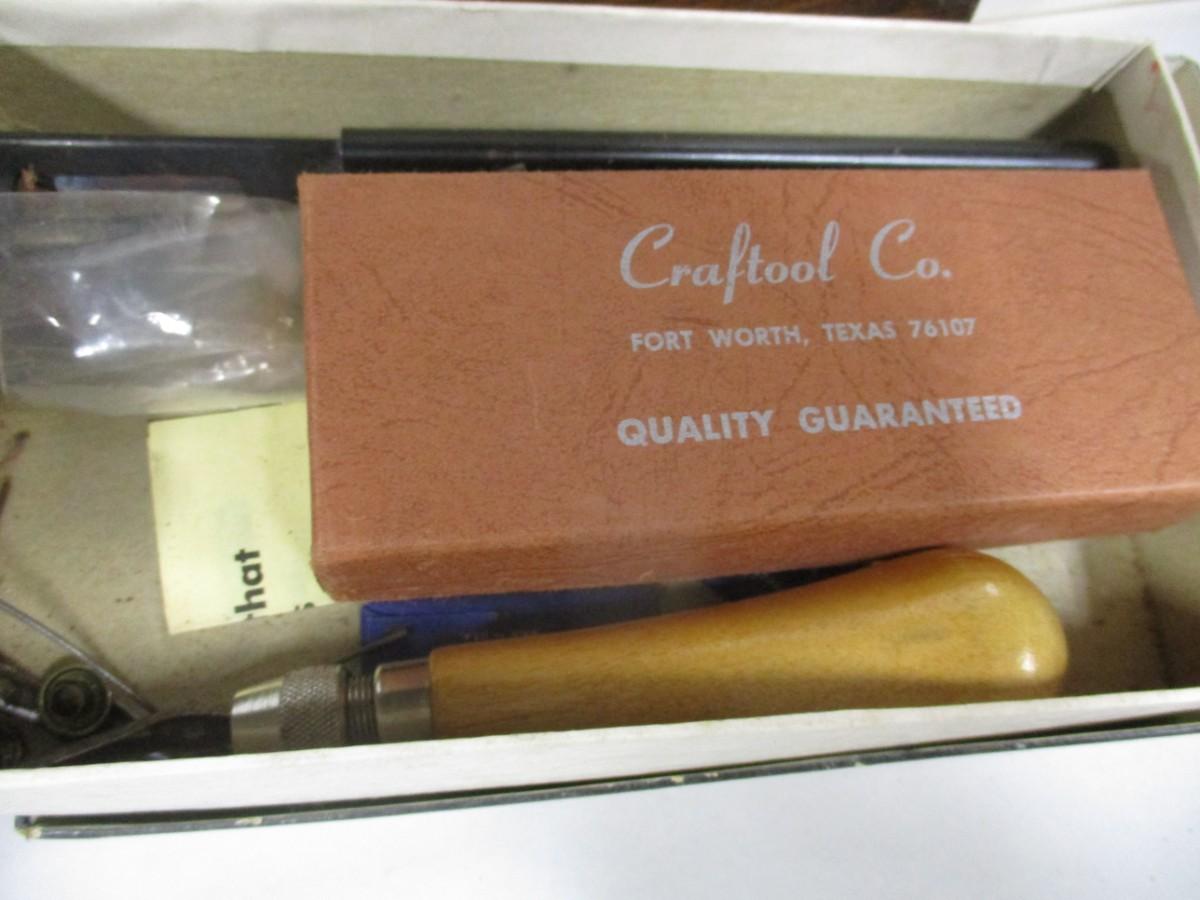 Craftool Co.
FORT WORTH, TEXAS 76107
QUALITY GUARANTEED
hat